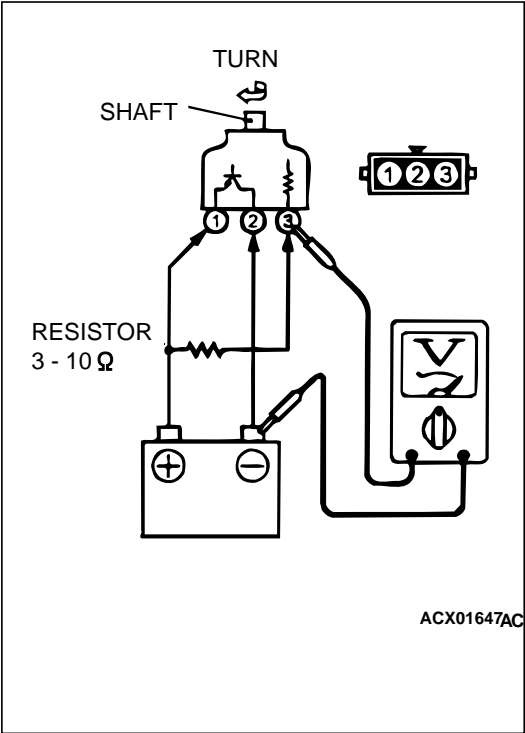 TURN
SHAFT
1 2 3
1 2 3
RESISTOR
3 - 10 Ω
V
+ −
ACX01647AC